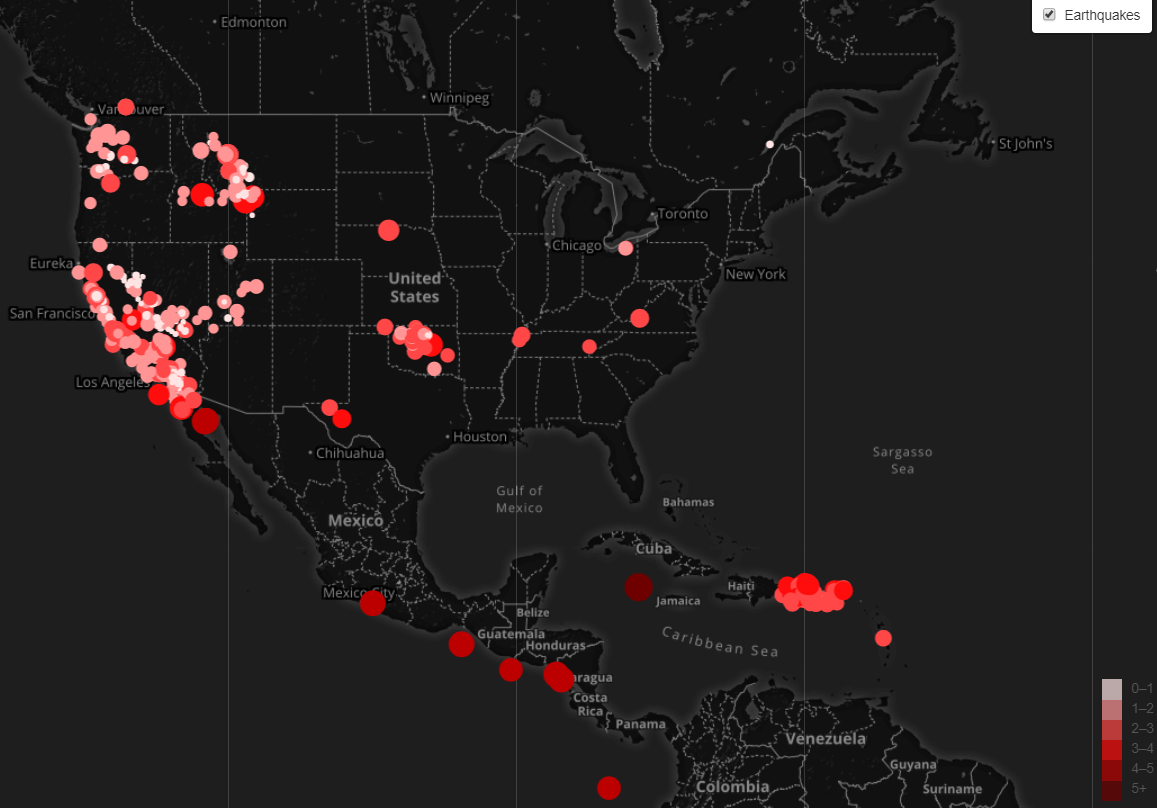 Earthquakes
Edmonton
Winnipeg
Vancouver
St John's
Toronto
Chicago
New York
Eureka
United
States
San Francisco
Los Angeles
Houston
Chihuahua
Sargasso
Sea
Gulf of
Mexico
Bahamas
Mexico
Cuba
Haiti
Mexico City
Jamaica
Belize
Guatemala
Honduras
Caribbean Sea
aragua
Costa
Rica
Panama
Venezuela
Guyana
Colombia
Suriname
0–1
1–2
2–3
3–4
4–5
5+